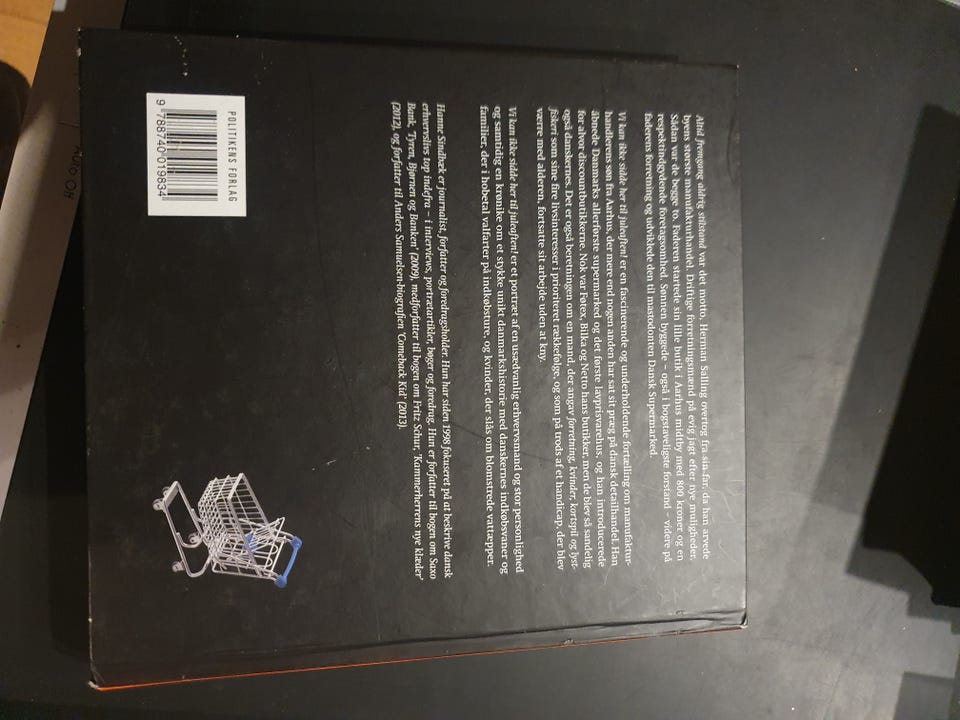 Altid fremgang aldrig stilstand var det motto, Herman Salling overtog fra sin far, da han arvede
byens største manufakturhandel. Driftige forretningsmænd på evig jagt efter nye muligheder.
Sådan var de begge to. Faderen startede sin lille butik i Aarhus midtby med 800 kroner og en
respektindgydende foretagsomhed. Sønnen byggede – også i bogstaveligste forstand – videre på
faderens forretning og udviklede den til mastodonten Dansk Supermarked.
Vi kan ikke sidde her til juleaften! er en fascinerende og underholdende fortælling om manufaktur-
handlerens søn fra Aarhus, der mere end nogen anden har sat sit præg på dansk detailhandel. Han
åbnede Danmarks allerførste supermarked og det første lavprisvarehus, og han introducerede
for alvor discountbutikkerne. Nok var Føtex, Bilka og Netto hans butikker, men de blev så sandelig
også danskernes. Det er også beretningen om en mand, der angav forretning, kvinder, kortspil og lyst-
fiskeri som sine fire livsinteresser i prioriteret rækkefølge, og som på trods af et handicap, der blev
værre med alderen, fortsatte sit arbejde uden at kny.
Vi kan ikke sidde her til juleaften! er et portræt af en usædvanlig erhvervsmand og stor personlighed
og samtidig en krønike om et stykke unikt danmarkshistorie med danskernes indkøbsvaner og
familier, der i hobetal valfarter på indkøbsture, og kvinder, der slås om blomstrede vattæpper.
Hanne Sindbæk er journalist, forfatter og foredragsholder. Hun har siden 1998 fokuseret på at beskrive dansk
erhvervslivs top indefra – i interviews, portrætartikler, bøger og foredrag. Hun er forfatter til bogen om Saxo
Bank, 'Tyren, Bjørnen og Banken' (2009), medforfatter til bogen om Fritz Schur, 'Kammerherrens nye klæder'
(2012), og forfatter til Anders Samuelsen-biografien 'Comeback Kid' (2013).
POLITIKENS FORLAG
9 788740 019834